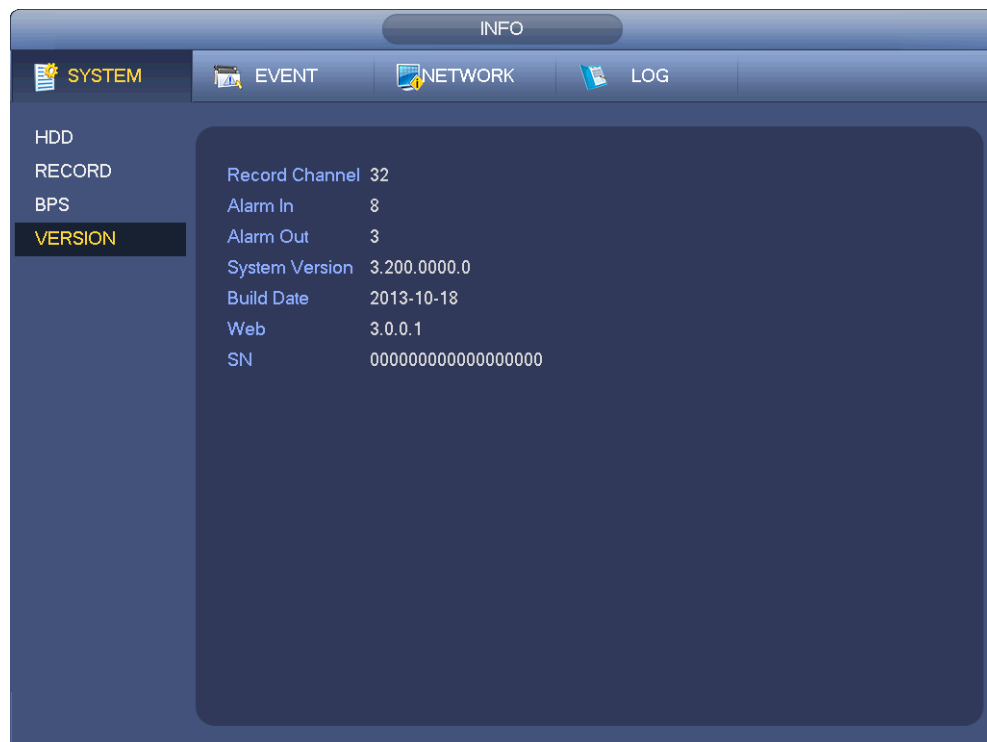 INFO
SYSTEM EVENT NETWORK LOG
HDD
RECORD
BPS
VERSION
Record Channel 32
Alarm In 8
Alarm Out 3
System Version 3.200.0000.0
Build Date 2013-10-18
Web 3.0.0.1
SN 000000000000000000